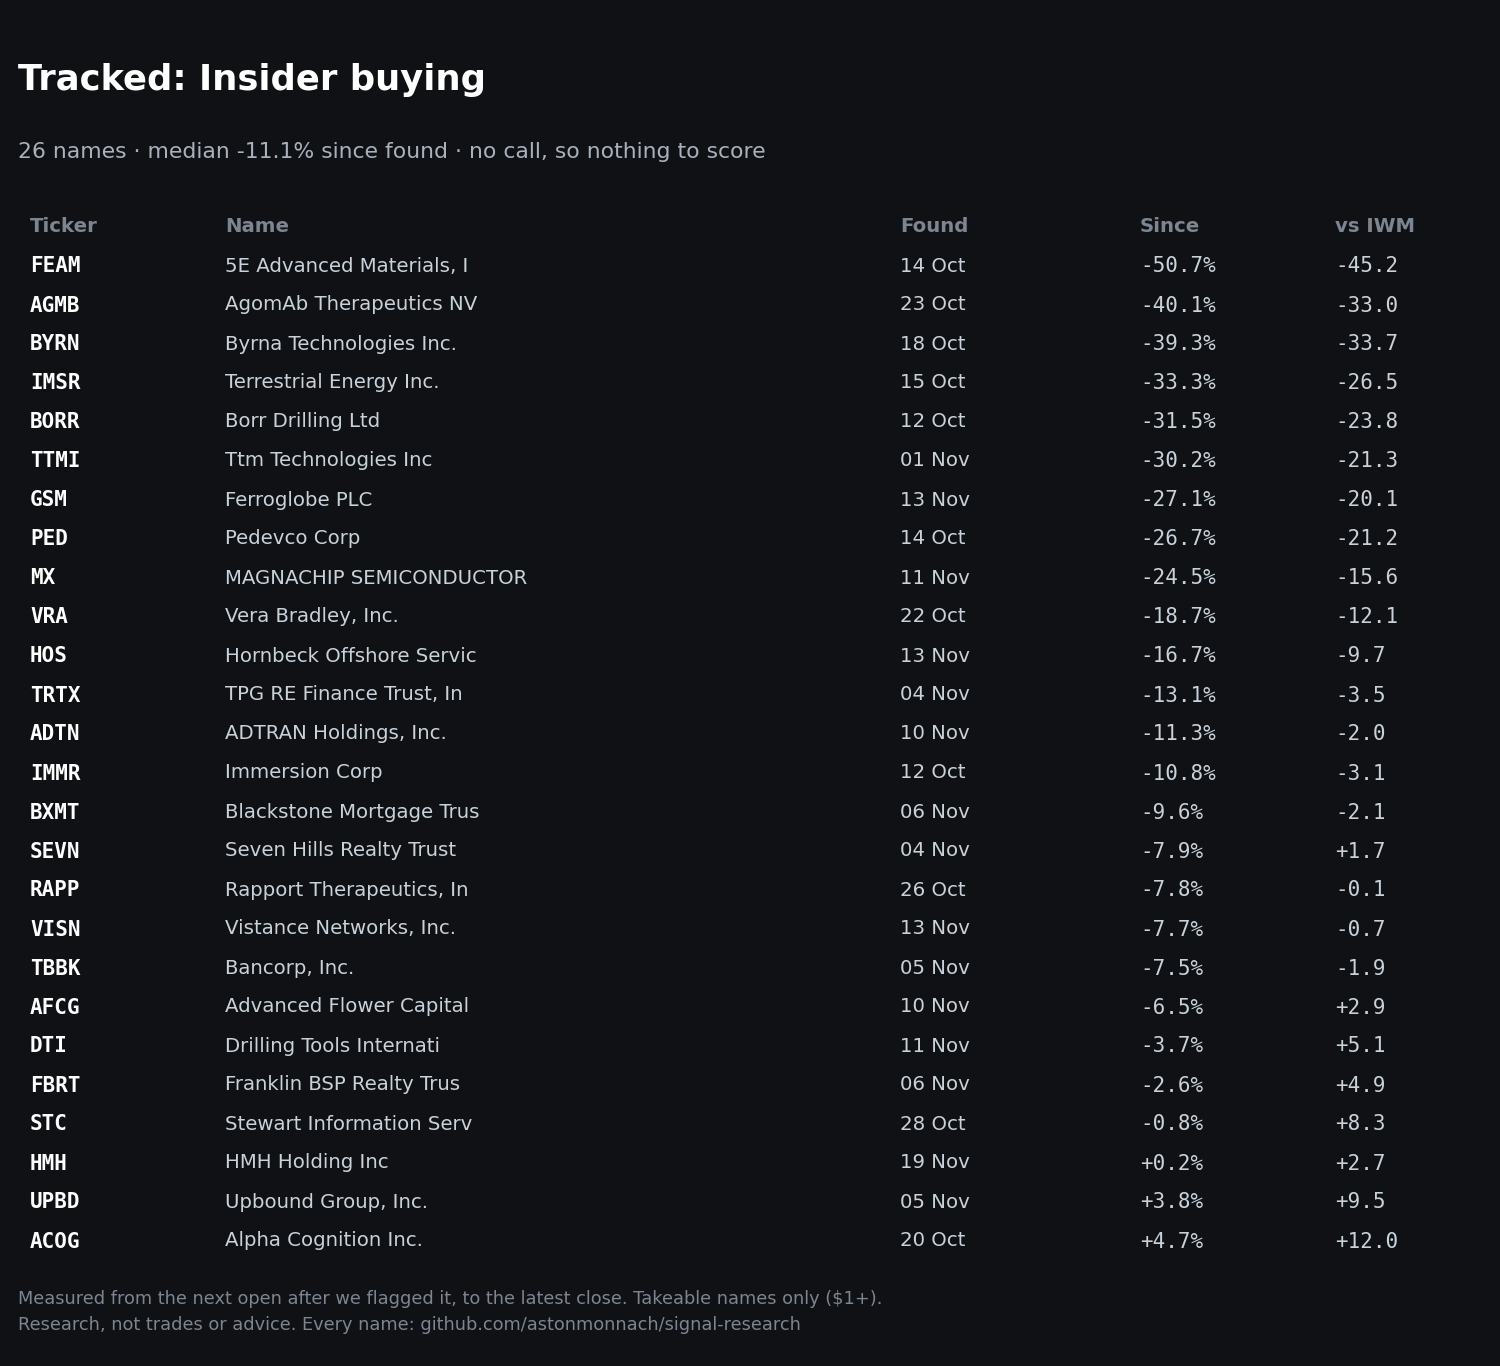 Tracked: Insider buying
26 names · median -11.1% since found · no call, so nothing to score
Ticker Name Found Since vs IWM
FEAM 5E Advanced Materials, I 14 Oct -50.7% -45.2
AGMB AgomAb Therapeutics NV 23 Oct -40.1% -33.0
BYRN Byrna Technologies Inc. 18 Oct -39.3% -33.7
IMSR Terrestrial Energy Inc. 15 Oct -33.3% -26.5
BORR Borr Drilling Ltd 12 Oct -31.5% -23.8
TTMI Ttm Technologies Inc 01 Nov -30.2% -21.3
GSM Ferroglobe PLC 13 Nov -27.1% -20.1
PED Pedevco Corp 14 Oct -26.7% -21.2
MX MAGNACHIP SEMICONDUCTOR 11 Nov -24.5% -15.6
VRA Vera Bradley, Inc. 22 Oct -18.7% -12.1
HOS Hornbeck Offshore Servic 13 Nov -16.7% -9.7
TRTX TPG RE Finance Trust, In 04 Nov -13.1% -3.5
ADTN ADTRAN Holdings, Inc. 10 Nov -11.3% -2.0
IMMR Immersion Corp 12 Oct -10.8% -3.1
BXMT Blackstone Mortgage Trus 06 Nov -9.6% -2.1
SEVN Seven Hills Realty Trust 04 Nov -7.9% +1.7
RAPP Rapport Therapeutics, In 26 Oct -7.8% -0.1
VISN Vistance Networks, Inc. 13 Nov -7.7% -0.7
TBBK Bancorp, Inc. 05 Nov -7.5% -1.9
AFCG Advanced Flower Capital 10 Nov -6.5% +2.9
DTI Drilling Tools Internati 11 Nov -3.7% +5.1
FBRT Franklin BSP Realty Trus 06 Nov -2.6% +4.9
STC Stewart Information Serv 28 Oct -0.8% +8.3
HMH HMH Holding Inc 19 Nov +0.2% +2.7
UPBD Upbound Group, Inc. 05 Nov +3.8% +9.5
ACOG Alpha Cognition Inc. 20 Oct +4.7% +12.0
Measured from the next open after we flagged it, to the latest close. Takeable names only ($1+).
Research, not trades or advice. Every name: github.com/astonmonnach/signal-research